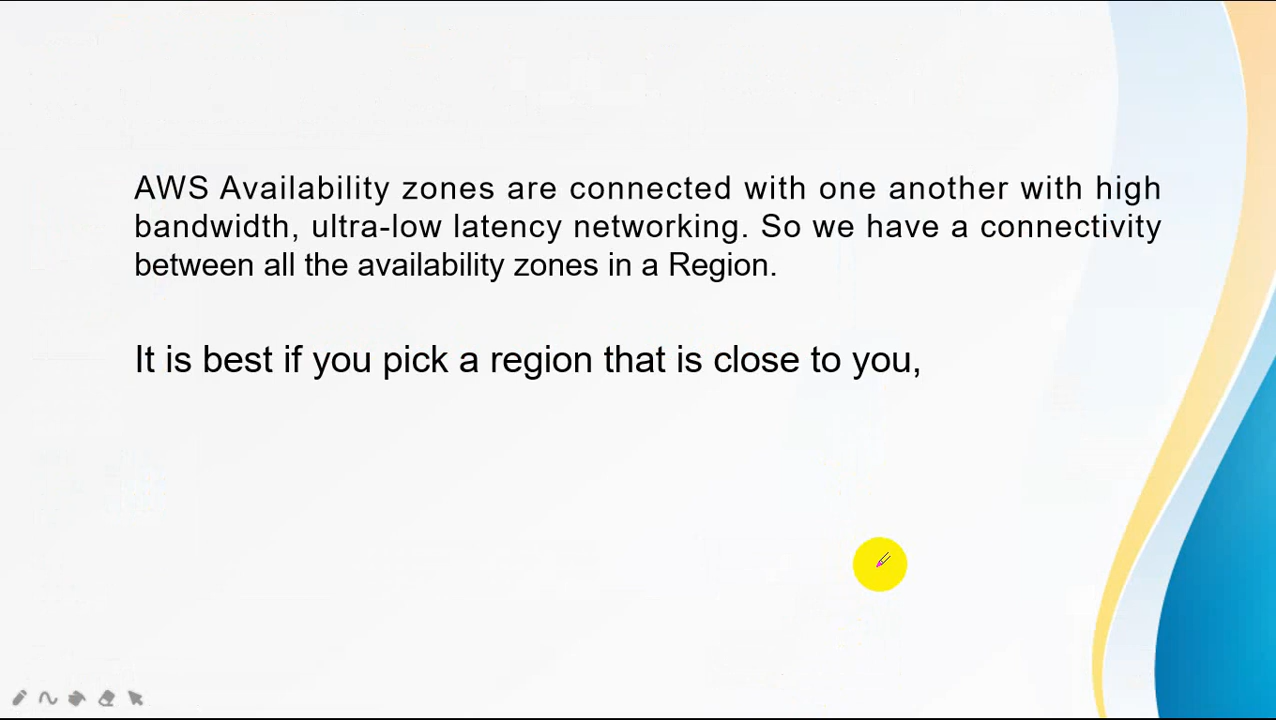 AWS Availability zones are connected with one another with high
bandwidth, ultra-low latency networking. So we have a connectivity
between all the availability zones in a Region.
It is best if you pick a region that is close to you,